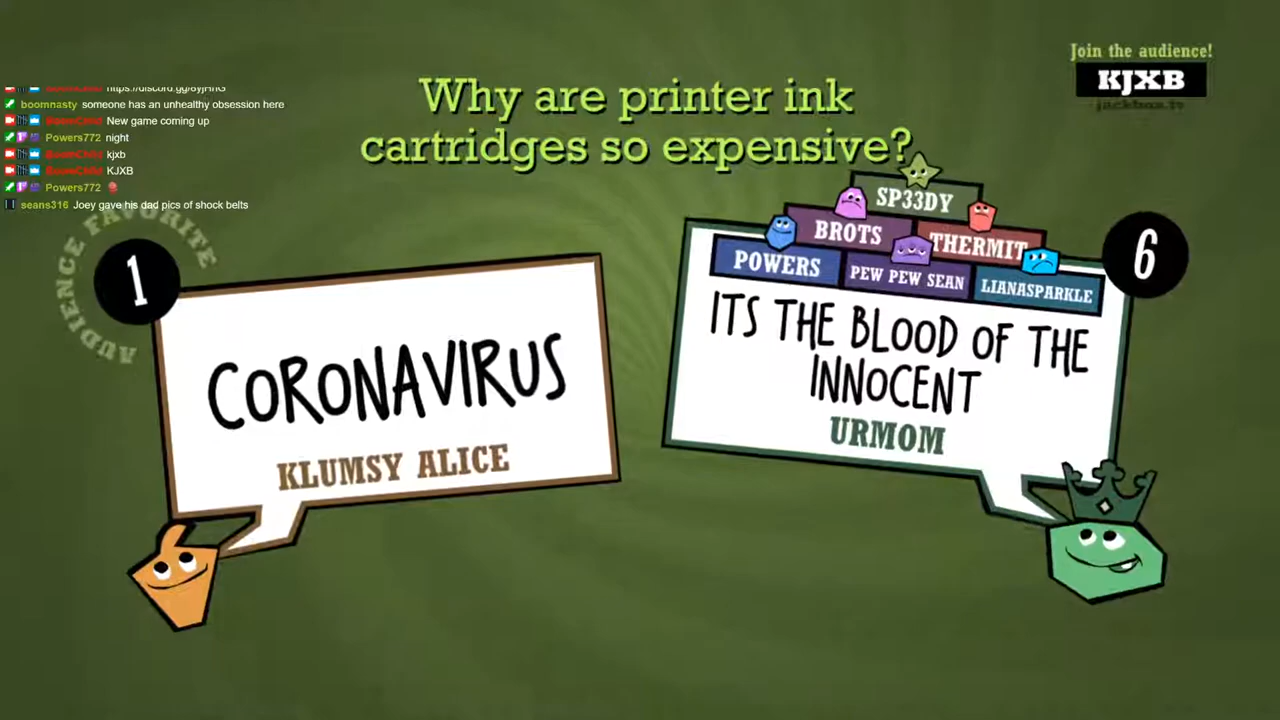 Join the audience!
KJXB
jackbox.tv
Why are printer ink
cartridges so expensive?
boomnasty someone has an unhealthy obsession here
New game coming up
Powers772 night
kjxb
KJXB
Powers772
seans316 Joey gave his dad pics of shock belts
AUDIENCE FAVORITE
1
CORONAVIRUS
KLUMSY ALICE
6
SP33DY
BROTS
THERMIT
POWERS
PEW PEW SEAN
LIANASPARKLE
ITS THE BLOOD OF THE
INNOCENT
URMOM